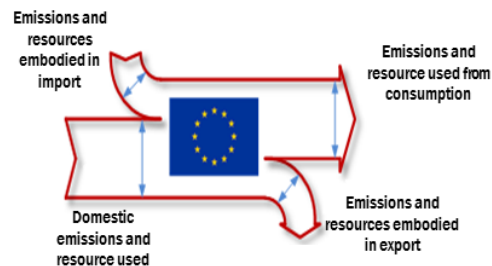 Emissions and
resources
embodied in
import
Emissions and
resource used from
consumption
Domestic
emissions and
resource used
Emissions and
resources embodied
in export